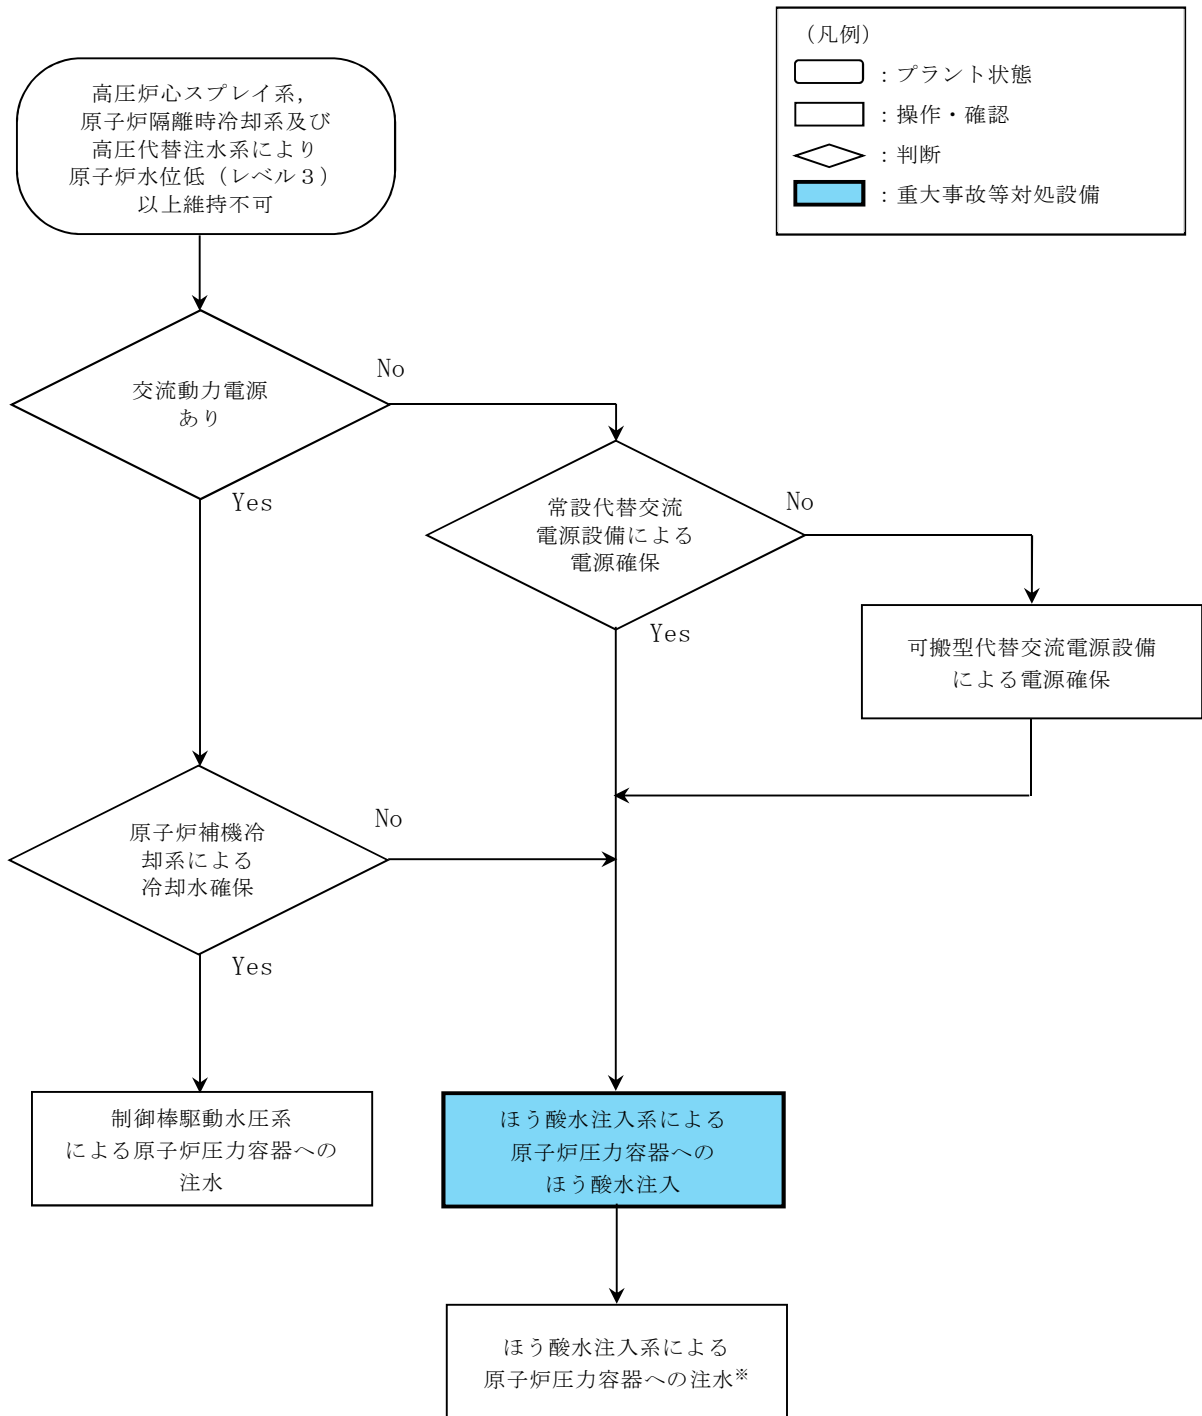 （凡例）
：プラント状態
：操作・確認
：判断
：重大事故等対処設備
高圧炉心スプレイ系，
原子炉隔離時冷却系及び
高圧代替注水系により
原子炉水位低（レベル３）
以上維持不可
交流動力電源
あり
No
Yes
常設代替交流
電源設備による
電源確保
No
Yes
可搬型代替交流電源設備
による電源確保
原子炉補機冷
却系による
冷却水確保
No
Yes
制御棒駆動水圧系
による原子炉圧力容器への
注水
ほう酸水注入系による
原子炉圧力容器への
ほう酸水注入
ほう酸水注入系による
原子炉圧力容器への注水※